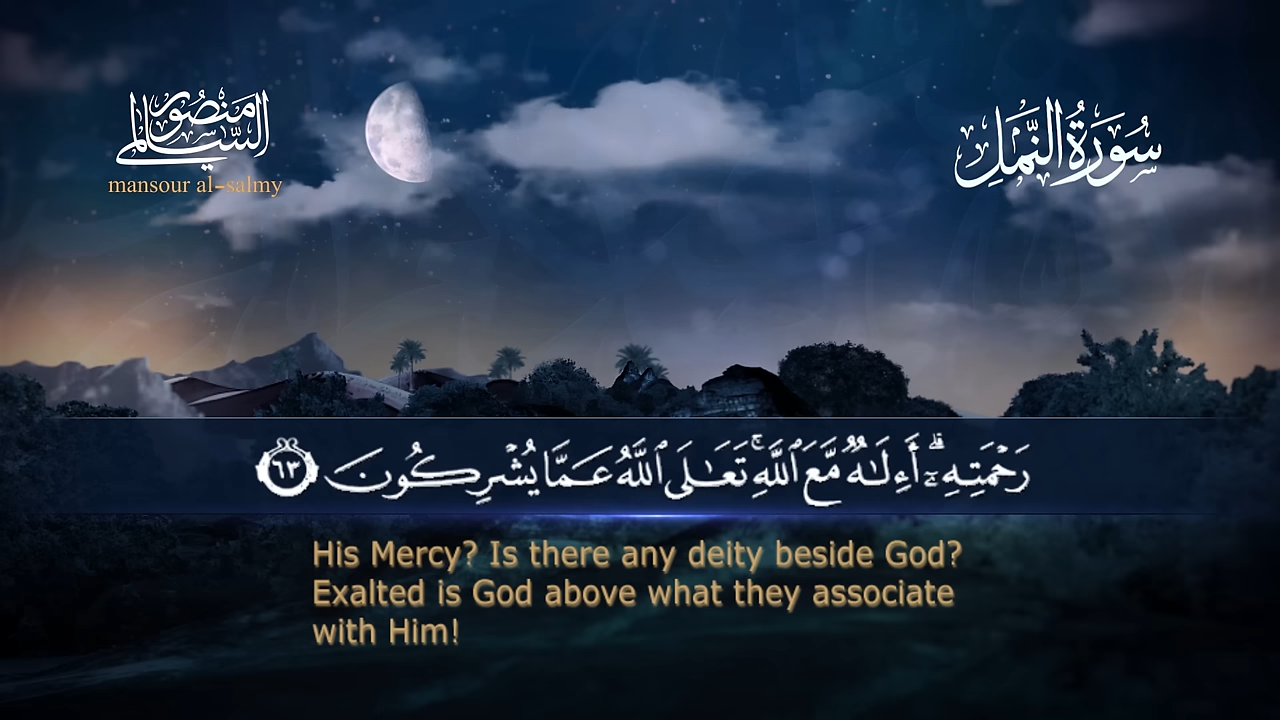 منصور
السالمي
mansour al-salmy
سُورَةُ النَّمْلِ
رَحْمَتِهِۦٓ ۗ أَءِلَـٰهٌ مَّعَ ٱللَّهِ ۚ تَعَـٰلَى ٱللَّهُ عَمَّا يُشْرِكُونَ ٦٣
His Mercy? Is there any deity beside God?
Exalted is God above what they associate
with Him!